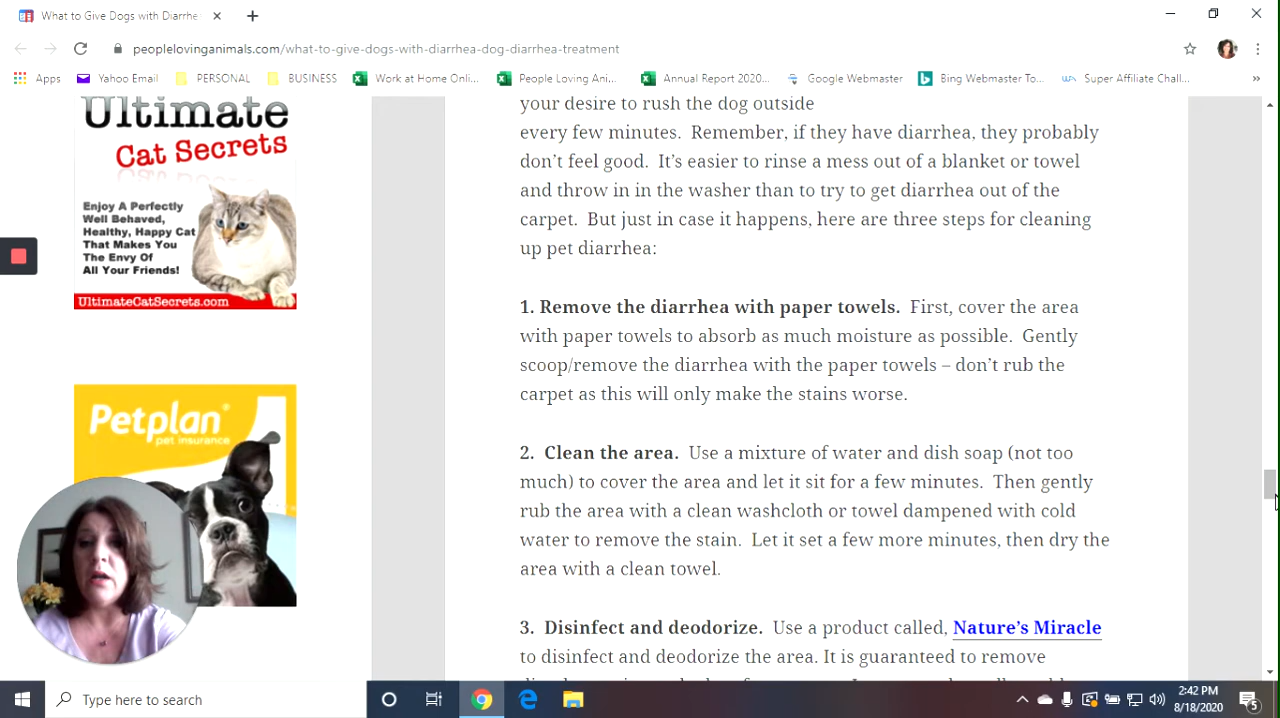 What to Give Dogs with Diarrhe
peoplelovinganimals.com/what-to-give-dogs-with-diarrhea-dog-diarrhea-treatment
Apps
Yahoo Email
PERSONAL
BUSINESS
Work at Home Onli...
People Loving Ani...
Annual Report 2020...
Google Webmaster
Bing Webmaster To...
Super Affiliate Chall...
Ultimate
Cat Secrets
Enjoy A Perfectly
Well Behaved,
Healthy, Happy Cat
That Makes You
The Envy Of
All Your Friends!
UltimateCatSecrets.com
Petplan®
pet insurance
your desire to rush the dog outside
every few minutes. Remember, if they have diarrhea, they probably
don't feel good. It's easier to rinse a mess out of a blanket or towel
and throw in in the washer than to try to get diarrhea out of the
carpet. But just in case it happens, here are three steps for cleaning
up pet diarrhea:
1. Remove the diarrhea with paper towels. First, cover the area
with paper towels to absorb as much moisture as possible. Gently
scoop/remove the diarrhea with the paper towels – don't rub the
carpet as this will only make the stains worse.
2. Clean the area. Use a mixture of water and dish soap (not too
much) to cover the area and let it sit for a few minutes. Then gently
rub the area with a clean washcloth or towel dampened with cold
water to remove the stain. Let it set a few more minutes, then dry the
area with a clean towel.
3. Disinfect and deodorize. Use a product called, Nature's Miracle
to disinfect and deodorize the area. It is guaranteed to remove
Type here to search
2:42 PM
8/18/2020
5